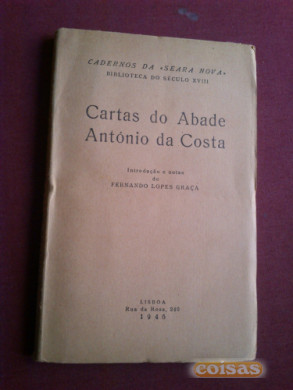 CADERNOS DA «SEARA NOVA»
BIBLIOTECA DO SÉCULO XVIII
Cartas do Abade
António da Costa
Introdução e notas
de
FERNANDO LOPES GRAÇA
LISBOA
Rua da Rosa,
1946
coisas